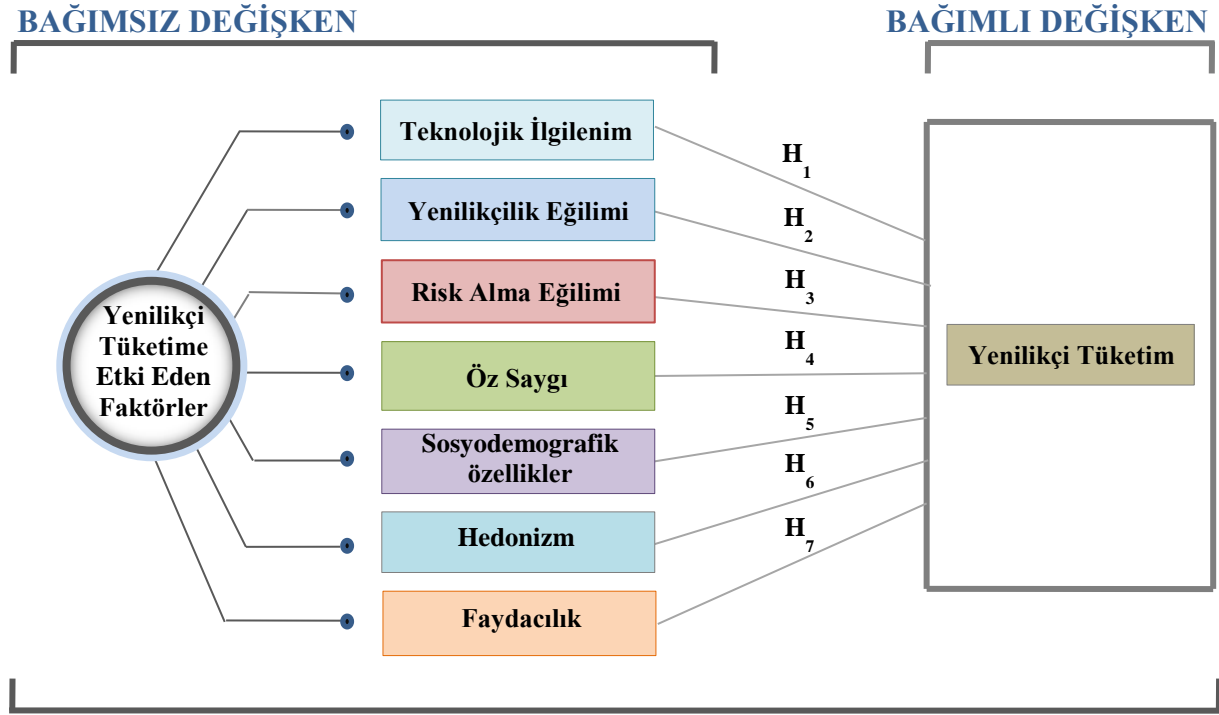 BAĞIMSIZ DEĞİŞKEN
BAĞIMLI DEĞİŞKEN
Yenilikçi
Tüketime
Etki Eden
Faktörler
Teknolojik İlgilenim
Yenilikçilik Eğilimi
Risk Alma Eğilimi
Öz Saygı
Sosyodemografik
özellikler
Hedonizm
Faydacılık
H1
H2
H3
H4
H5
H6
H7
Yenilikçi Tüketim